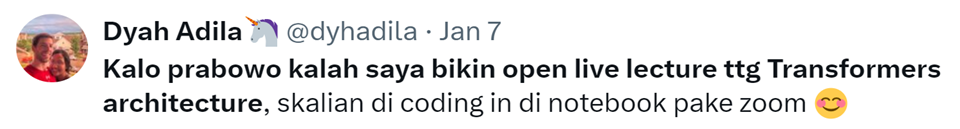 Dyah Adila🦄 @dyhadila · Jan 7
Kalo prabowo kalah saya bikin open live lecture ttg Transformers
architecture, skalian di coding in di notebook pake zoom 😊